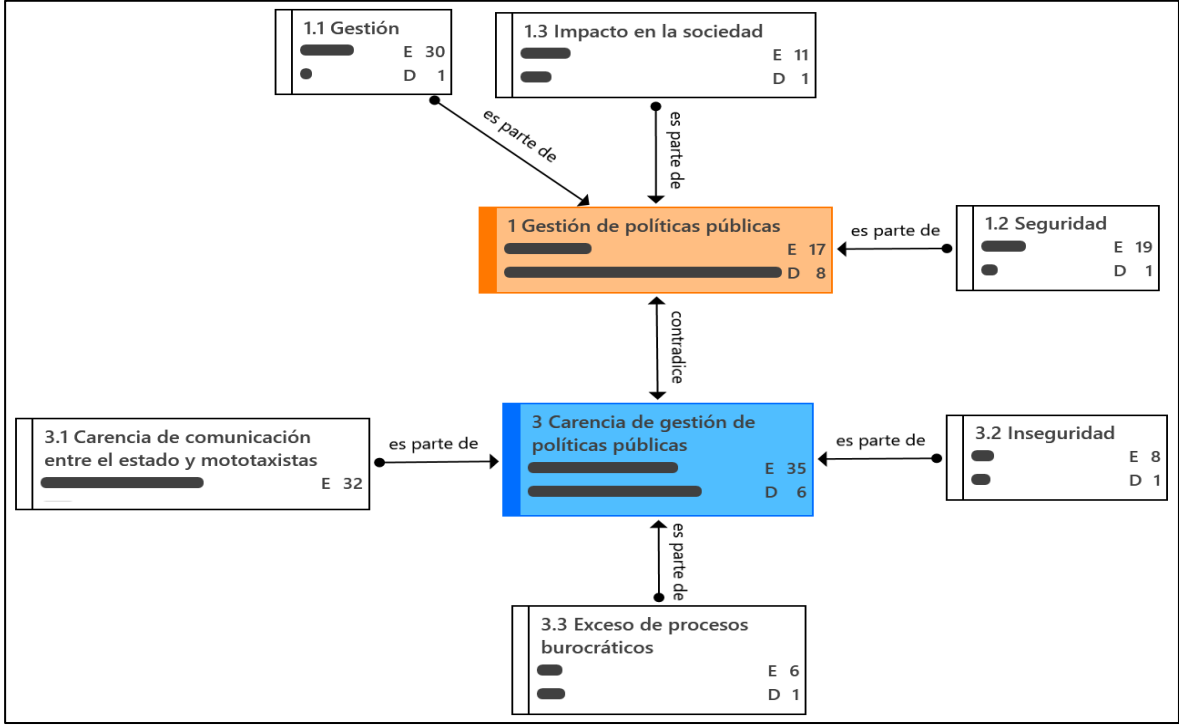 1.1 Gestión
E 30
D 1
1.3 Impacto en la sociedad
E 11
D 1
es parte de
es parte de
1 Gestión de políticas públicas
E 17
D 8
es parte de
1.2 Seguridad
E 19
D 1
contradice
3.1 Carencia de comunicación
entre el estado y mototaxistas
E 32
es parte de
3 Carencia de gestión de
políticas públicas
E 35
D 6
es parte de
3.2 Inseguridad
E 8
D 1
es parte de
3.3 Exceso de procesos
burocráticos
E 6
D 1